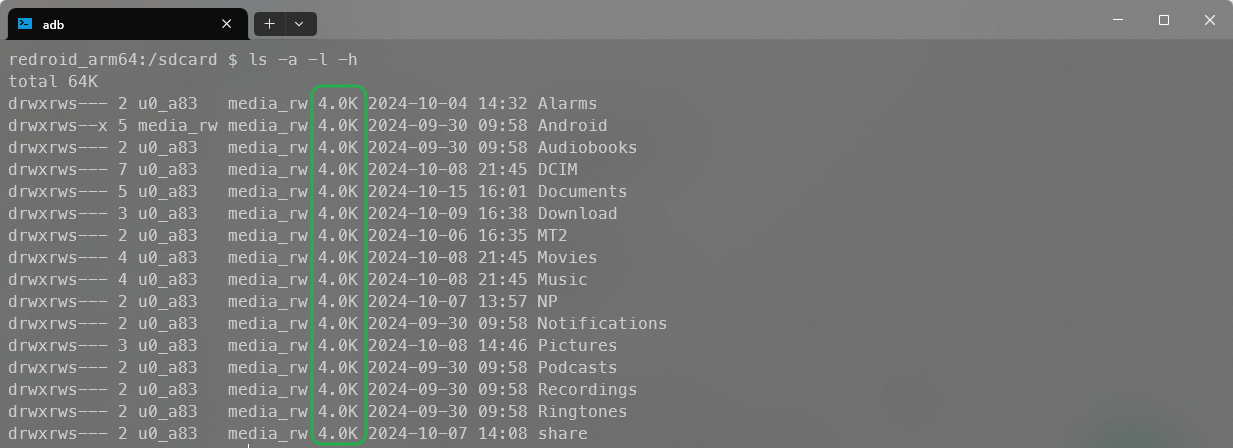 adb
redroid_arm64:/sdcard $ ls -a -l -h
total 64K
drwxrws--- 2 u0_a83   media_rw 4.0K 2024-10-04 14:32 Alarms
drwxrws--x 5 media_rw media_rw 4.0K 2024-09-30 09:58 Android
drwxrws--- 2 u0_a83   media_rw 4.0K 2024-09-30 09:58 Audiobooks
drwxrws--- 7 u0_a83   media_rw 4.0K 2024-10-08 21:45 DCIM
drwxrws--- 5 u0_a83   media_rw 4.0K 2024-10-15 16:01 Documents
drwxrws--- 3 u0_a83   media_rw 4.0K 2024-10-09 16:38 Download
drwxrws--- 2 u0_a83   media_rw 4.0K 2024-10-06 16:35 MT2
drwxrws--- 4 u0_a83   media_rw 4.0K 2024-10-08 21:45 Movies
drwxrws--- 4 u0_a83   media_rw 4.0K 2024-10-08 21:45 Music
drwxrws--- 2 u0_a83   media_rw 4.0K 2024-10-07 13:57 NP
drwxrws--- 2 u0_a83   media_rw 4.0K 2024-09-30 09:58 Notifications
drwxrws--- 3 u0_a83   media_rw 4.0K 2024-10-08 14:46 Pictures
drwxrws--- 2 u0_a83   media_rw 4.0K 2024-09-30 09:58 Podcasts
drwxrws--- 2 u0_a83   media_rw 4.0K 2024-09-30 09:58 Recordings
drwxrws--- 2 u0_a83   media_rw 4.0K 2024-09-30 09:58 Ringtones
drwxrws--- 2 u0_a83   media_rw 4.0K 2024-10-07 14:08 share